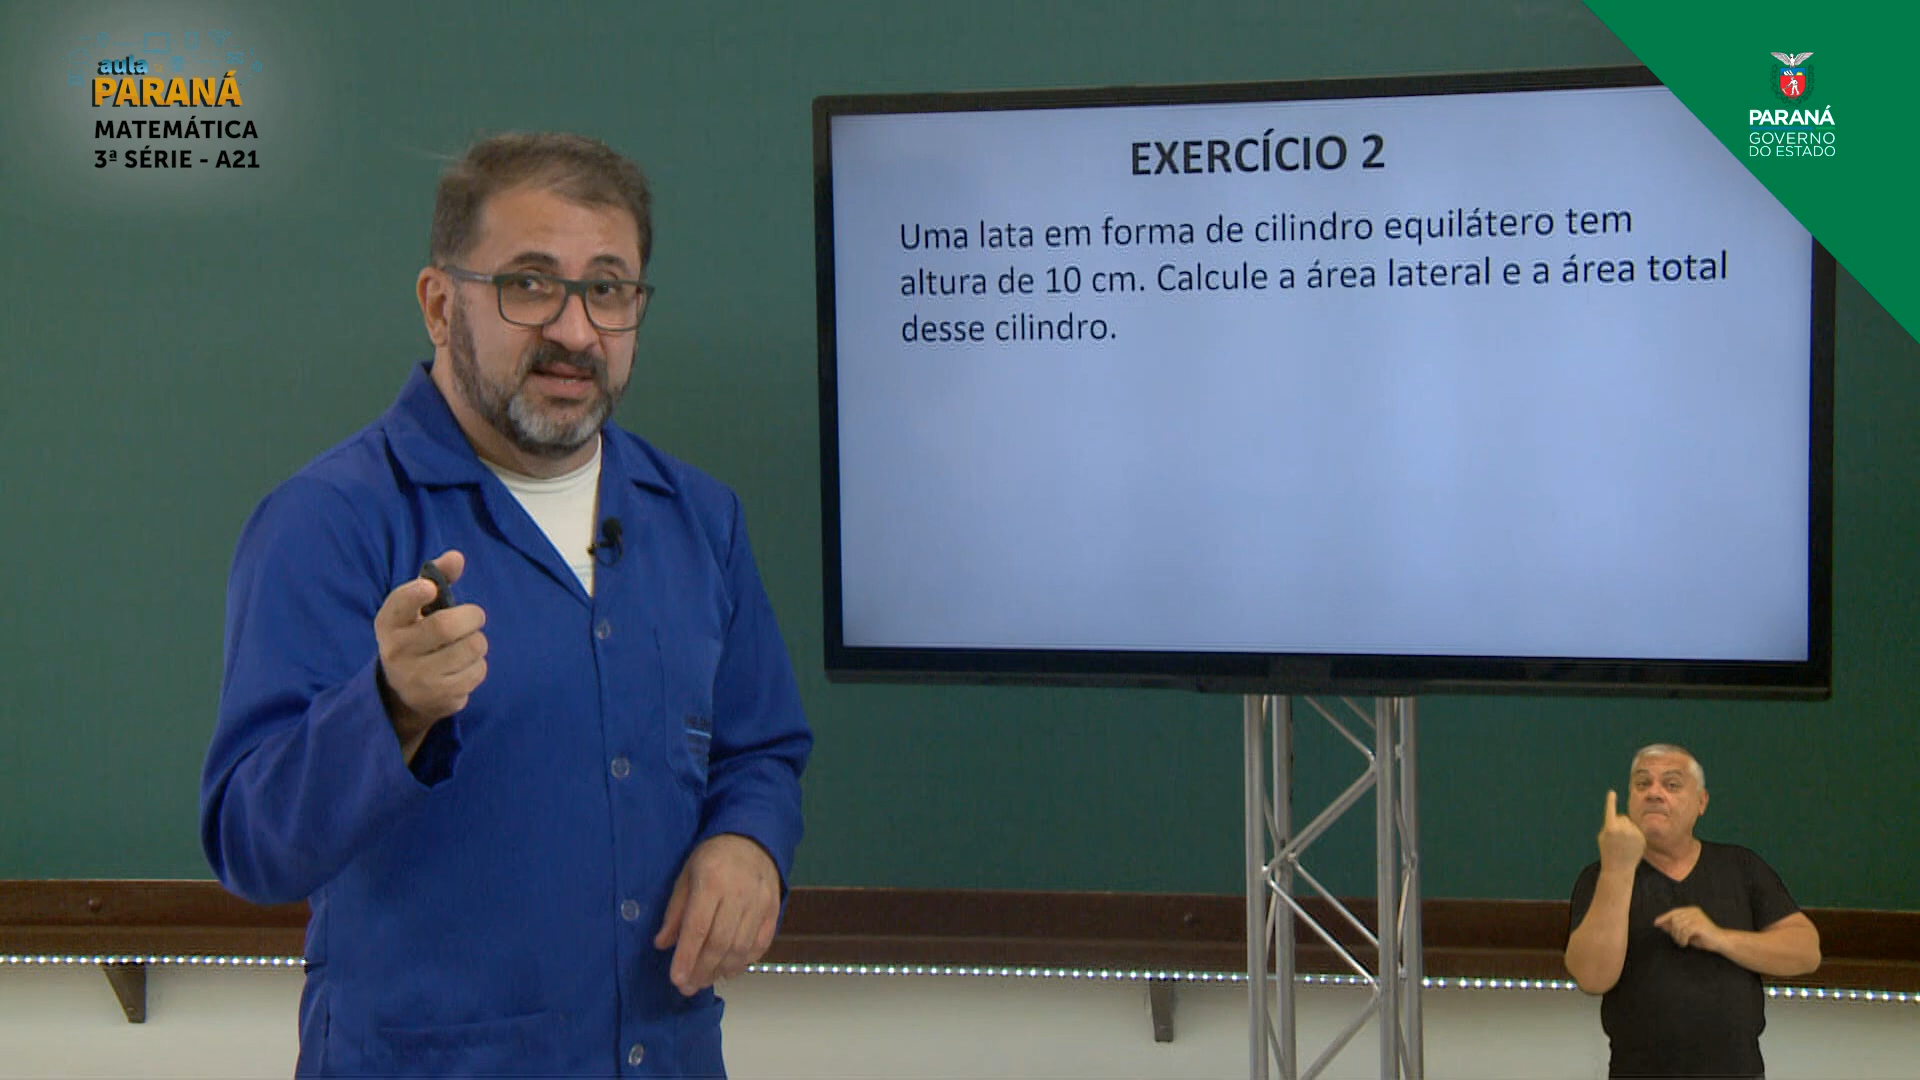 aula
PARANÁ
MATEMÁTICA
3ª SÉRIE - A21
PARANÁ
GOVERNO
DO ESTADO
EXERCÍCIO 2
Uma lata em forma de cilindro equilátero tem
altura de 10 cm. Calcule a área lateral e a área total
desse cilindro.